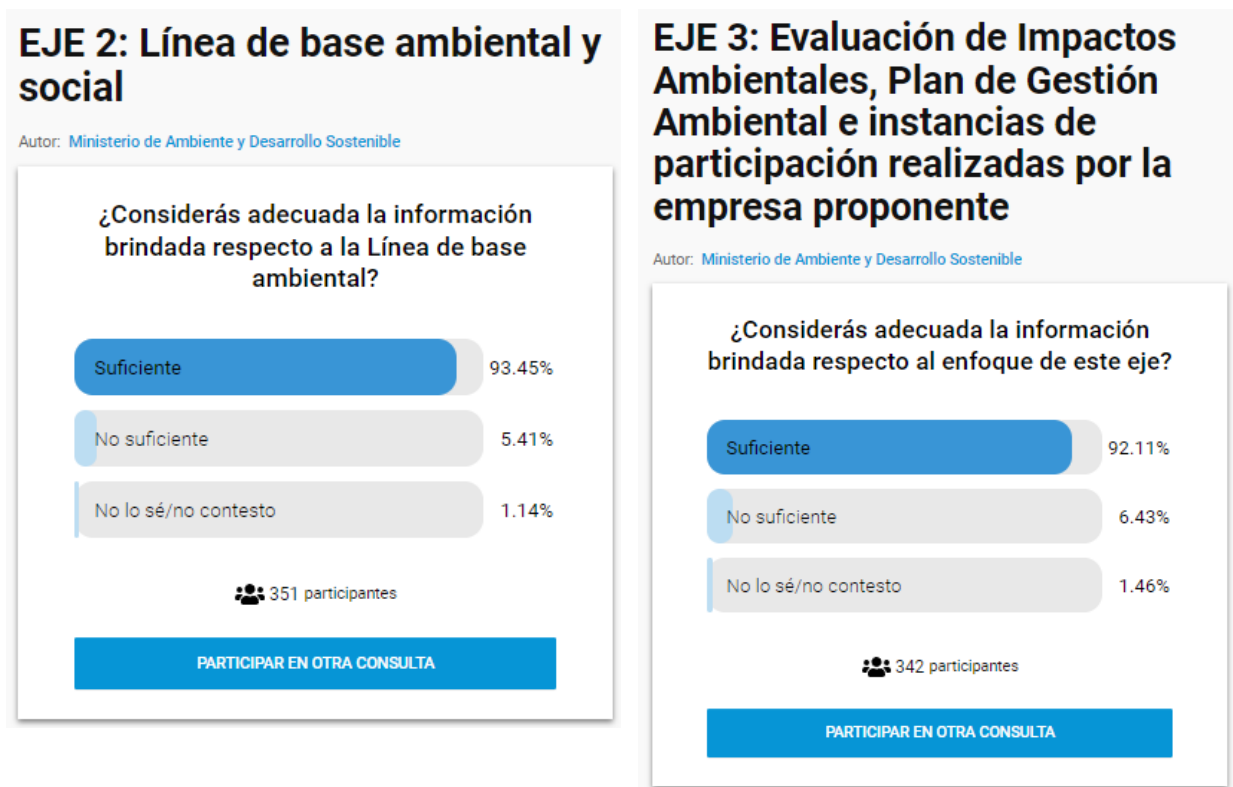 EJE 2: Línea de base ambiental y
social
Autor: Ministerio de Ambiente y Desarrollo Sostenible
¿Considerás adecuada la información
brindada respecto a la Línea de base
ambiental?
Suficiente 93.45%
No suficiente 5.41%
No lo sé/no contesto 1.14%
351 participantes
PARTICIPAR EN OTRA CONSULTA
EJE 3: Evaluación de Impactos
Ambientales, Plan de Gestión
Ambiental e instancias de
participación realizadas por la
empresa proponente
Autor: Ministerio de Ambiente y Desarrollo Sostenible
¿Considerás adecuada la información
brindada respecto al enfoque de este eje?
Suficiente 92.11%
No suficiente 6.43%
No lo sé/no contesto 1.46%
342 participantes
PARTICIPAR EN OTRA CONSULTA